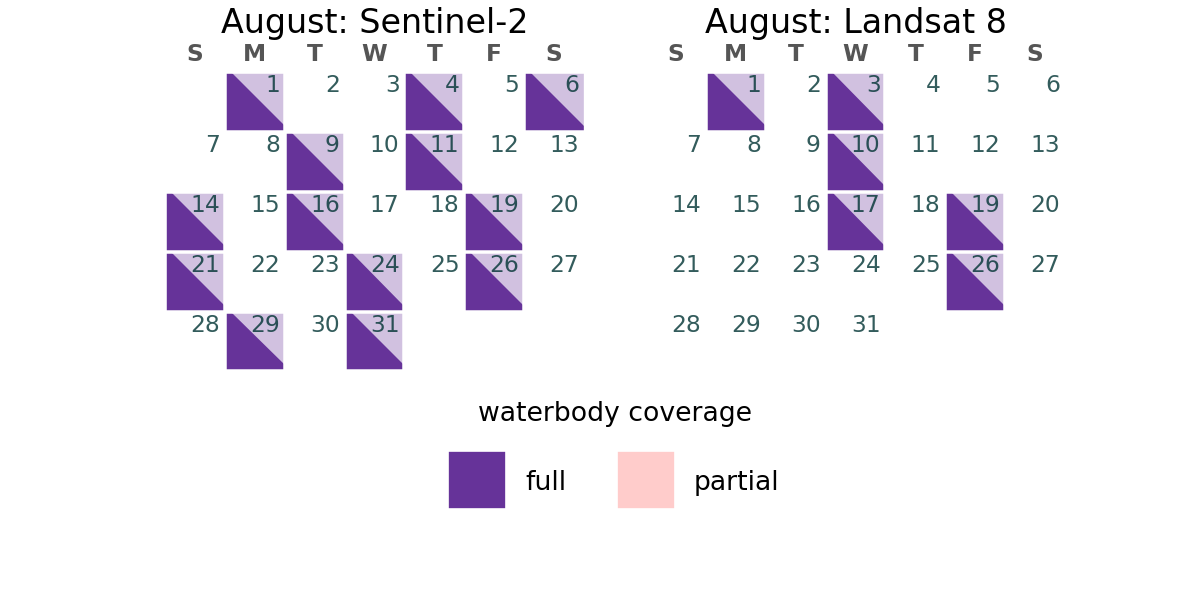 August: Sentinel-2
S M T W T F S
1 2 3 4 5 6
7 8 9 10 11 12 13
14 15 16 17 18 19 20
21 22 23 24 25 26 27
28 29 30 31
August: Landsat 8
S M T W T F S
1 2 3 4 5 6
7 8 9 10 11 12 13
14 15 16 17 18 19 20
21 22 23 24 25 26 27
28 29 30 31
waterbody coverage
full partial